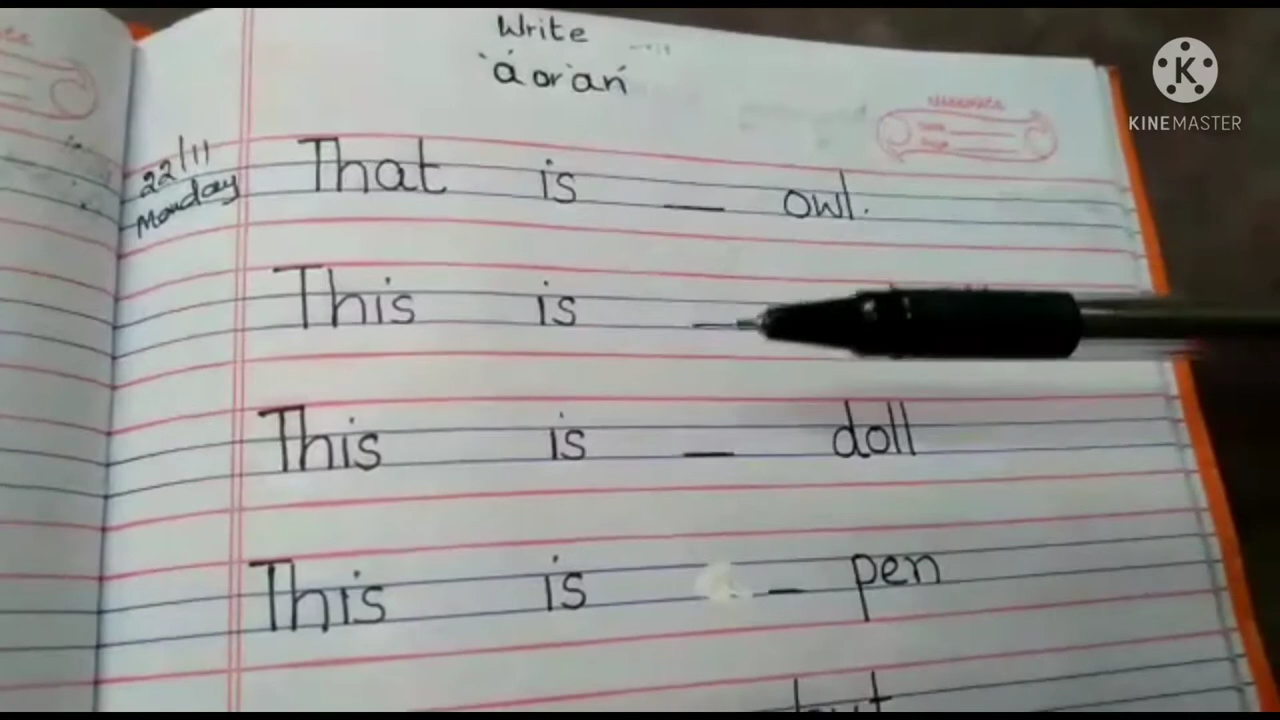 Write
'a' or 'an'
22/11
Monday
That is __ owl.
This is __
This is __ doll
This is __ pen
KINEMASTER